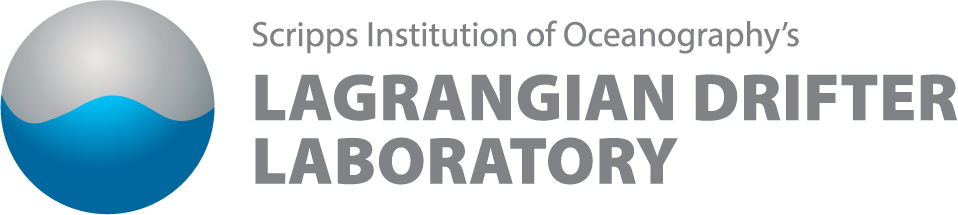 Scripps Institution of Oceanography’s
LAGRANGIAN DRIFTER
LABORATORY